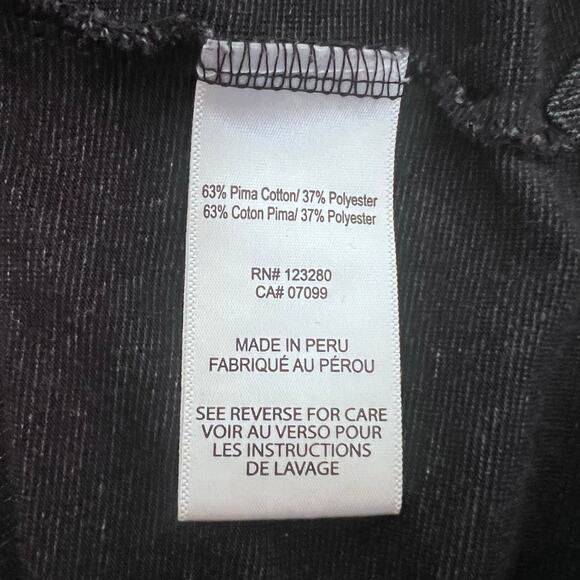 63% Pima Cotton/ 37% Polyester
63% Coton Pima/ 37% Polyester
RN# 123280
CA# 07099
MADE IN PERU
FABRIQUÉ AU PÉROU
SEE REVERSE FOR CARE
VOIR AU VERSO POUR
LES INSTRUCTIONS
DE LAVAGE